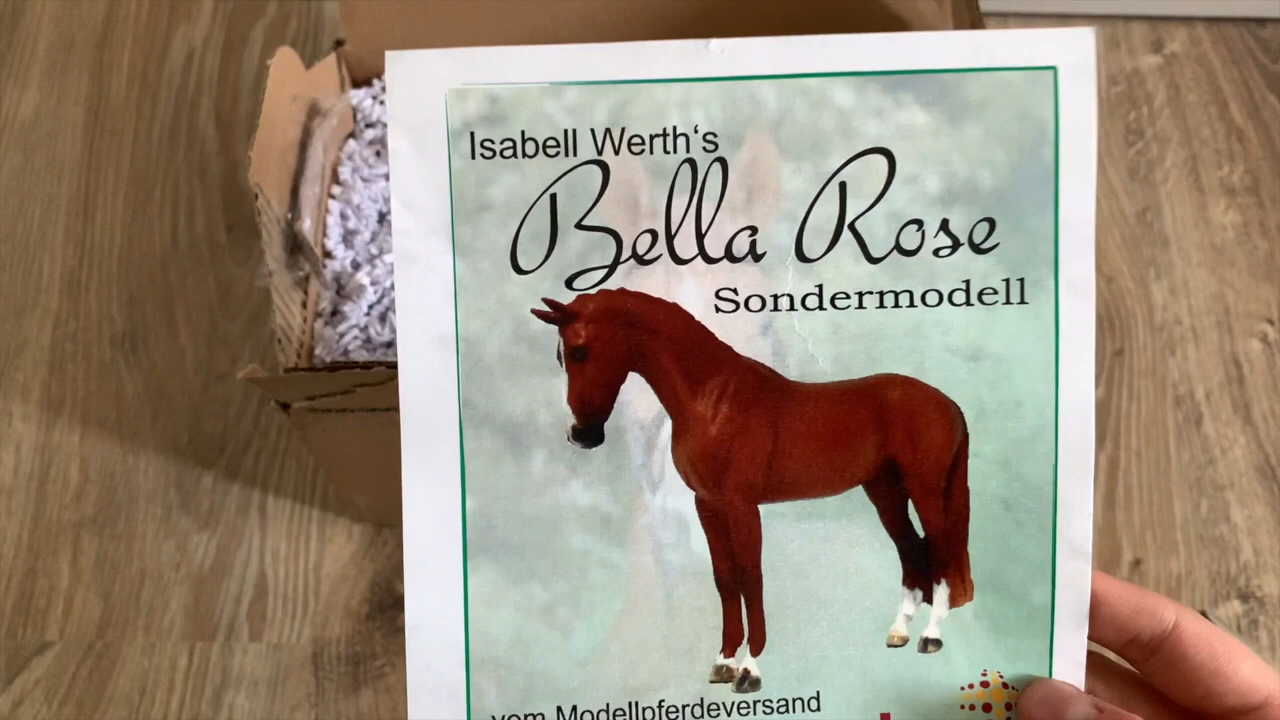 Isabell Werth‘s
Bella Rose
Sondermodell
vom Modellpferdeversand